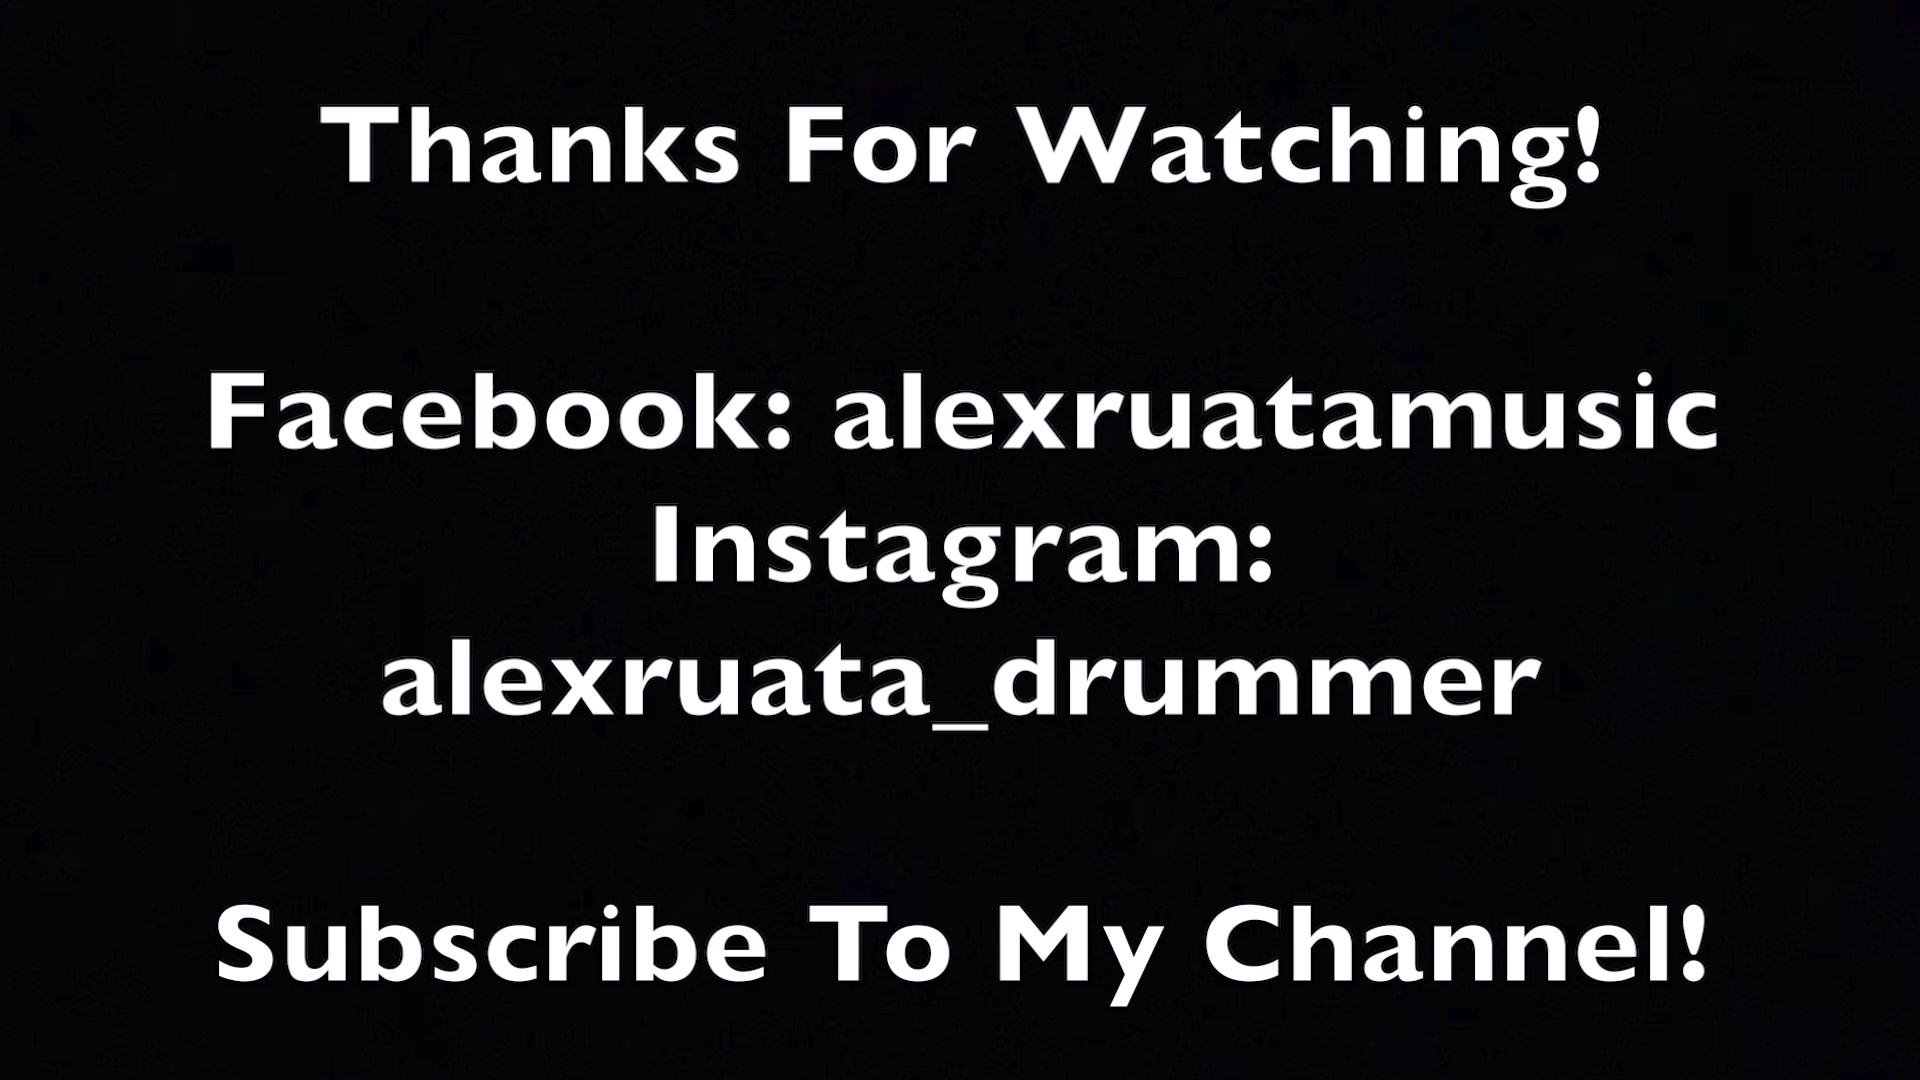 Thanks For Watching!
Facebook: alexruatamusic
Instagram:
alexruata_drummer
Subscribe To My Channel!